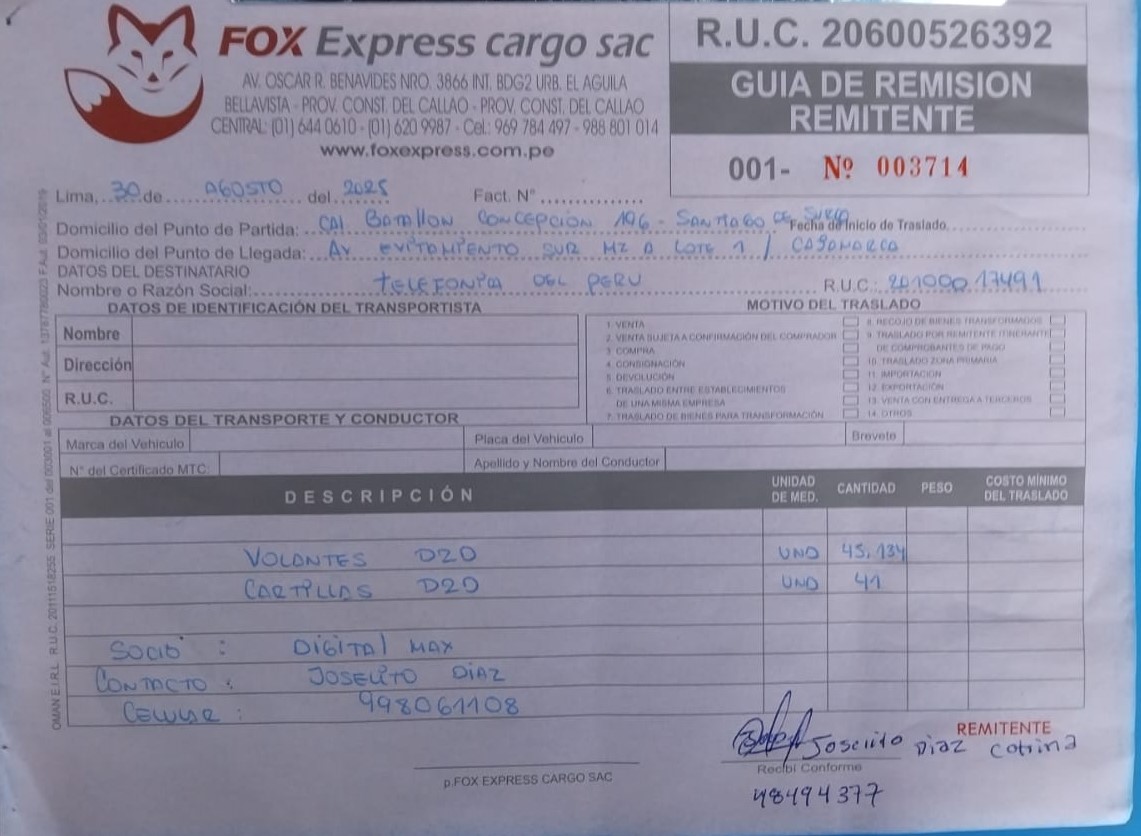 FOX Express cargo sac
AV. OSCAR R. BENAVIDES NRO. 3866 INT. BDG2 URB. EL AGUILA
BELLAVISTA - PROV. CONST. DEL CALLAO - PROV. CONST. DEL CALLAO
CENTRAL: (01) 644 0610 - (01) 620 9987 - Cel.: 969 784 497 - 988 801 014
www.foxexpress.com.pe
R.U.C. 20600526392
GUIA DE REMISION
REMITENTE
001- Nº 003714
Lima, 30 de AGOSTO del 2025 Fact. N°
Domicilio del Punto de Partida: CAl BATAllON CONCEPCIÓN 196 - SANTIAGO DE SURCO Fecha de Inicio de Traslado
Domicilio del Punto de Llegada: AV EVITAMIENTO SUR MZ A LOTE 1 / CAJAMARCA
DATOS DEL DESTINATARIO
Nombre o Razón Social: TELEFONICA DEL PERU R.U.C.: 20100017491
DATOS DE IDENTIFICACIÓN DEL TRANSPORTISTA
Nombre
Dirección
R.U.C.
MOTIVO DEL TRASLADO
1. VENTA
2. VENTA SUJETA A CONFIRMACIÓN DEL COMPRADOR
3. COMPRA
4. CONSIGNACIÓN
5. DEVOLUCIÓN
6. TRASLADO ENTRE ESTABLECIMIENTOS
DE UNA MISMA EMPRESA
7. TRASLADO DE BIENES PARA TRANSFORMACIÓN
8. RECOJO DE BIENES TRANSFORMADOS
9. TRASLADO POR REMITENTE ITINERANTE
DE COMPROBANTES DE PAGO
10. TRASLADO ZONA PRIMARIA
11. IMPORTACIÓN
12. EXPORTACIÓN
13. VENTA CON ENTREGA A TERCEROS
14. OTROS
DATOS DEL TRANSPORTE Y CONDUCTOR
Marca del Vehiculo Placa del Vehiculo Brevete
N° del Certificado MTC: Apellido y Nombre del Conductor
DESCRIPCIÓN UNIDAD DE MED. CANTIDAD PESO COSTO MÍNIMO DEL TRASLADO
VOLANTES D2D UND 45,134
CARTILLAS D2D UND 41
SOCIO : DIGITAL MAX
CONTACTO : JOSELITO DIAZ
CELULAR : 998061108
REMITENTE
Joselito Diaz Cotrina
Recibi Conforme
48494377
p.FOX EXPRESS CARGO SAC
OMAN E.I.R.L. R.U.C. 20111518255 SERIE 001 del 003001 al